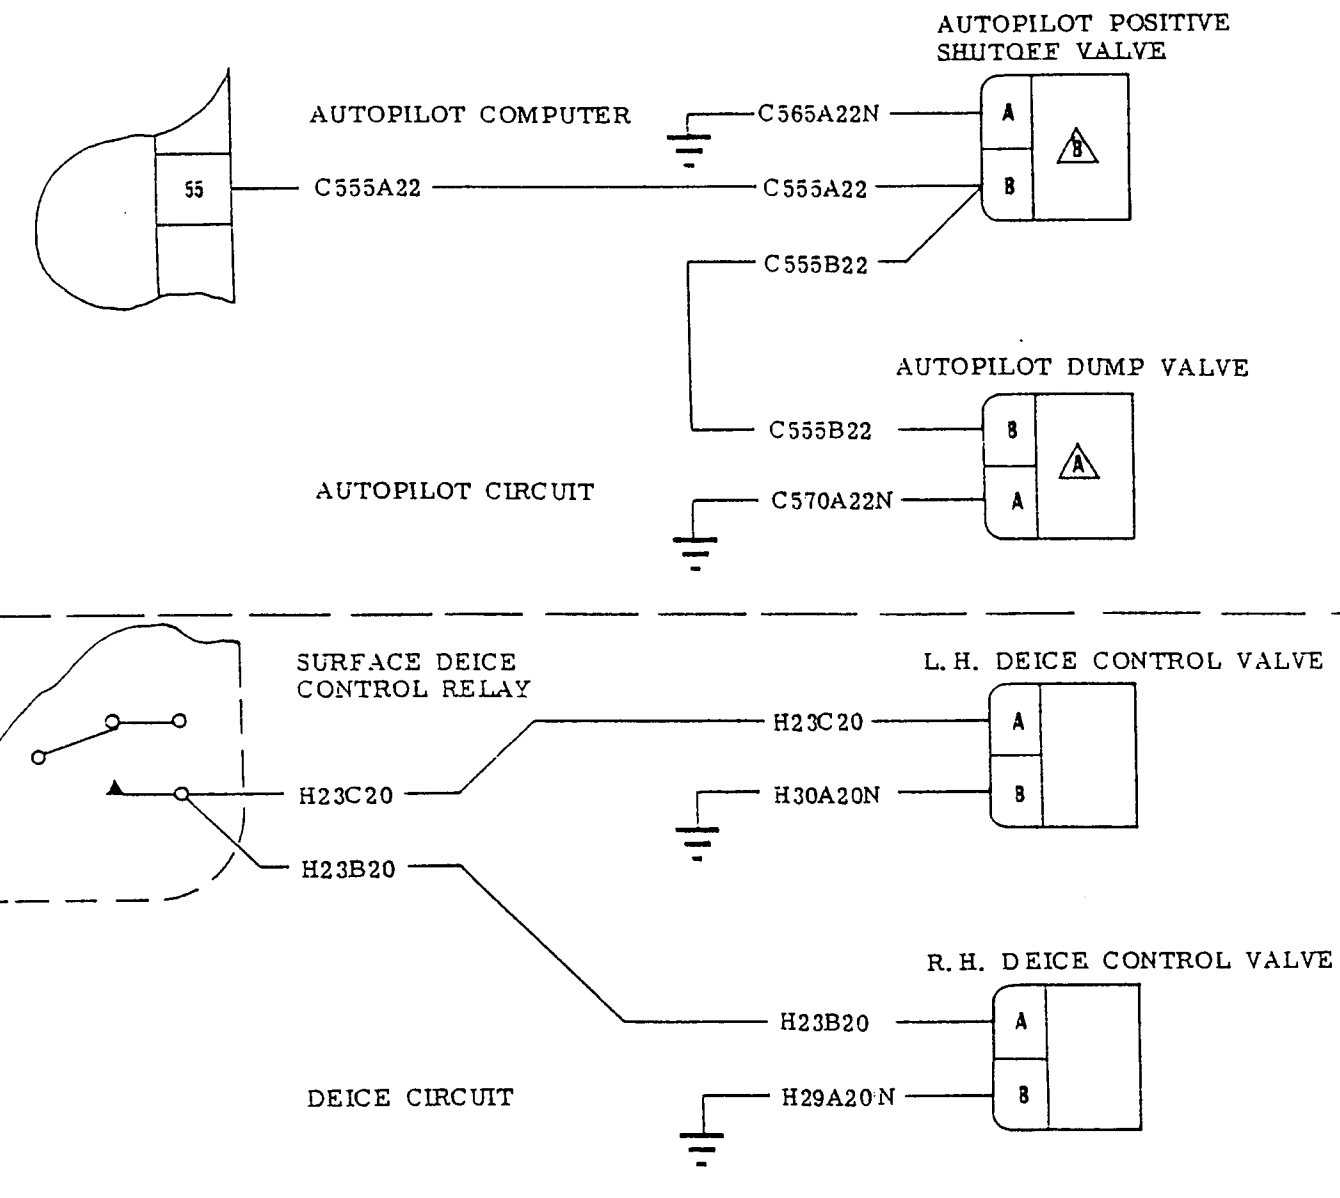 AUTOPILOT POSITIVE
SHUTOFF VALVE
AUTOPILOT COMPUTER
C565A22N
A
B
55
C555A22
C555A22
B
C555B22
AUTOPILOT DUMP VALVE
C555B22
B
A
AUTOPILOT CIRCUIT
C570A22N
A
SURFACE DEICE
CONTROL RELAY
L. H. DEICE CONTROL VALVE
H23C20
A
H23C20
H30A20N
B
H23B20
R. H. DEICE CONTROL VALVE
H23B20
A
DEICE CIRCUIT
H29A20N
B